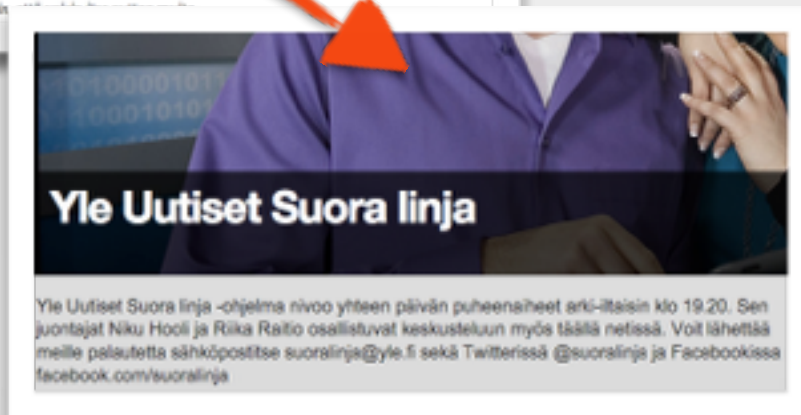 Yle Uutiset Suora linja
Yle Uutiset Suora linja -ohjelma nivoo yhteen päivän puheenaiheet arki-iltaisin klo 19.20. Sen
juontajat Niku Hooli ja Riika Raitio osallistuvat keskusteluun myös täällä netissä. Voit lähettää
meille palautetta sähköpostitse suoralinja@yle.fi sekä Twitterissä @suoralinja ja Facebookissa
facebook.com/suoralinja